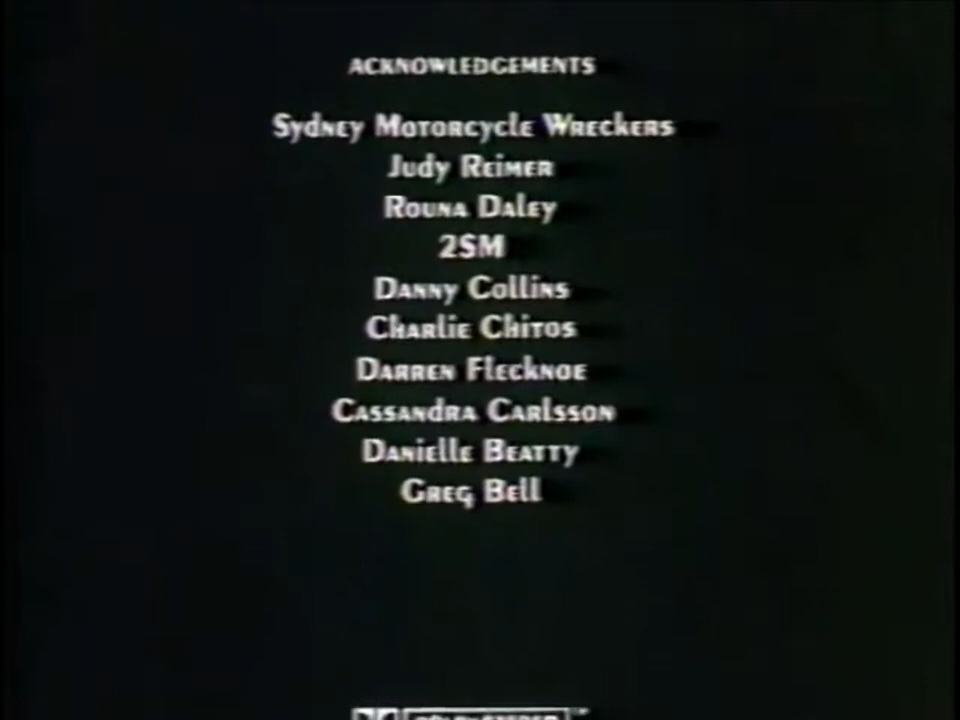 ACKNOWLEDGEMENTS
Sydney Motorcycle Wreckers
Judy Reimer
Rouna Daley
2SM
Danny Collins
Charlie Chitos
Darren Flecknoe
Cassandra Carlsson
Danielle Beatty
Greg Bell